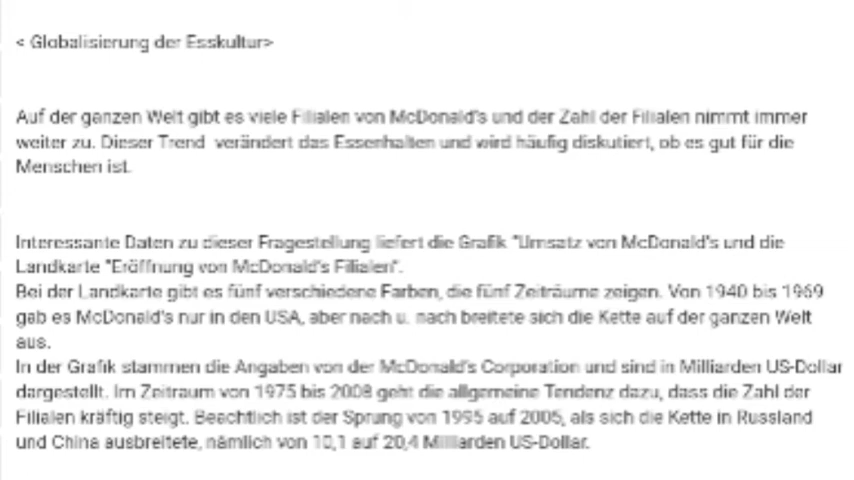 < Globalisierung der Esskultur>
Auf der ganzen Welt gibt es viele Filialen von McDonald's und der Zahl der Filialen nimmt immer
weiter zu. Dieser Trend verändert das Essenhalten und wird häufig diskutiert, ob es gut für die
Menschen ist.
Interessante Daten zu dieser Fragestellung liefert die Grafik "Umsatz von McDonald's und die
Landkarte "Eröffnung von McDonald's Filialen".
Bei der Landkarte gibt es fünf verschiedene Farben, die fünf Zeiträume zeigen. Von 1940 bis 1969
gab es McDonald's nur in den USA, aber nach u. nach breitete sich die Kette auf der ganzen Welt
aus.
In der Grafik stammen die Angaben von der McDonald's Corporation und sind in Milliarden US-Dollar
dargestellt. Im Zeitraum von 1975 bis 2008 geht die allgemeine Tendenz dazu, dass die Zahl der
Filialen kräftig steigt. Beachtlich ist der Sprung von 1995 auf 2005, als sich die Kette in Russland
und China ausbreitete, nämlich von 10,1 auf 20,4 Milliarden US-Dollar.